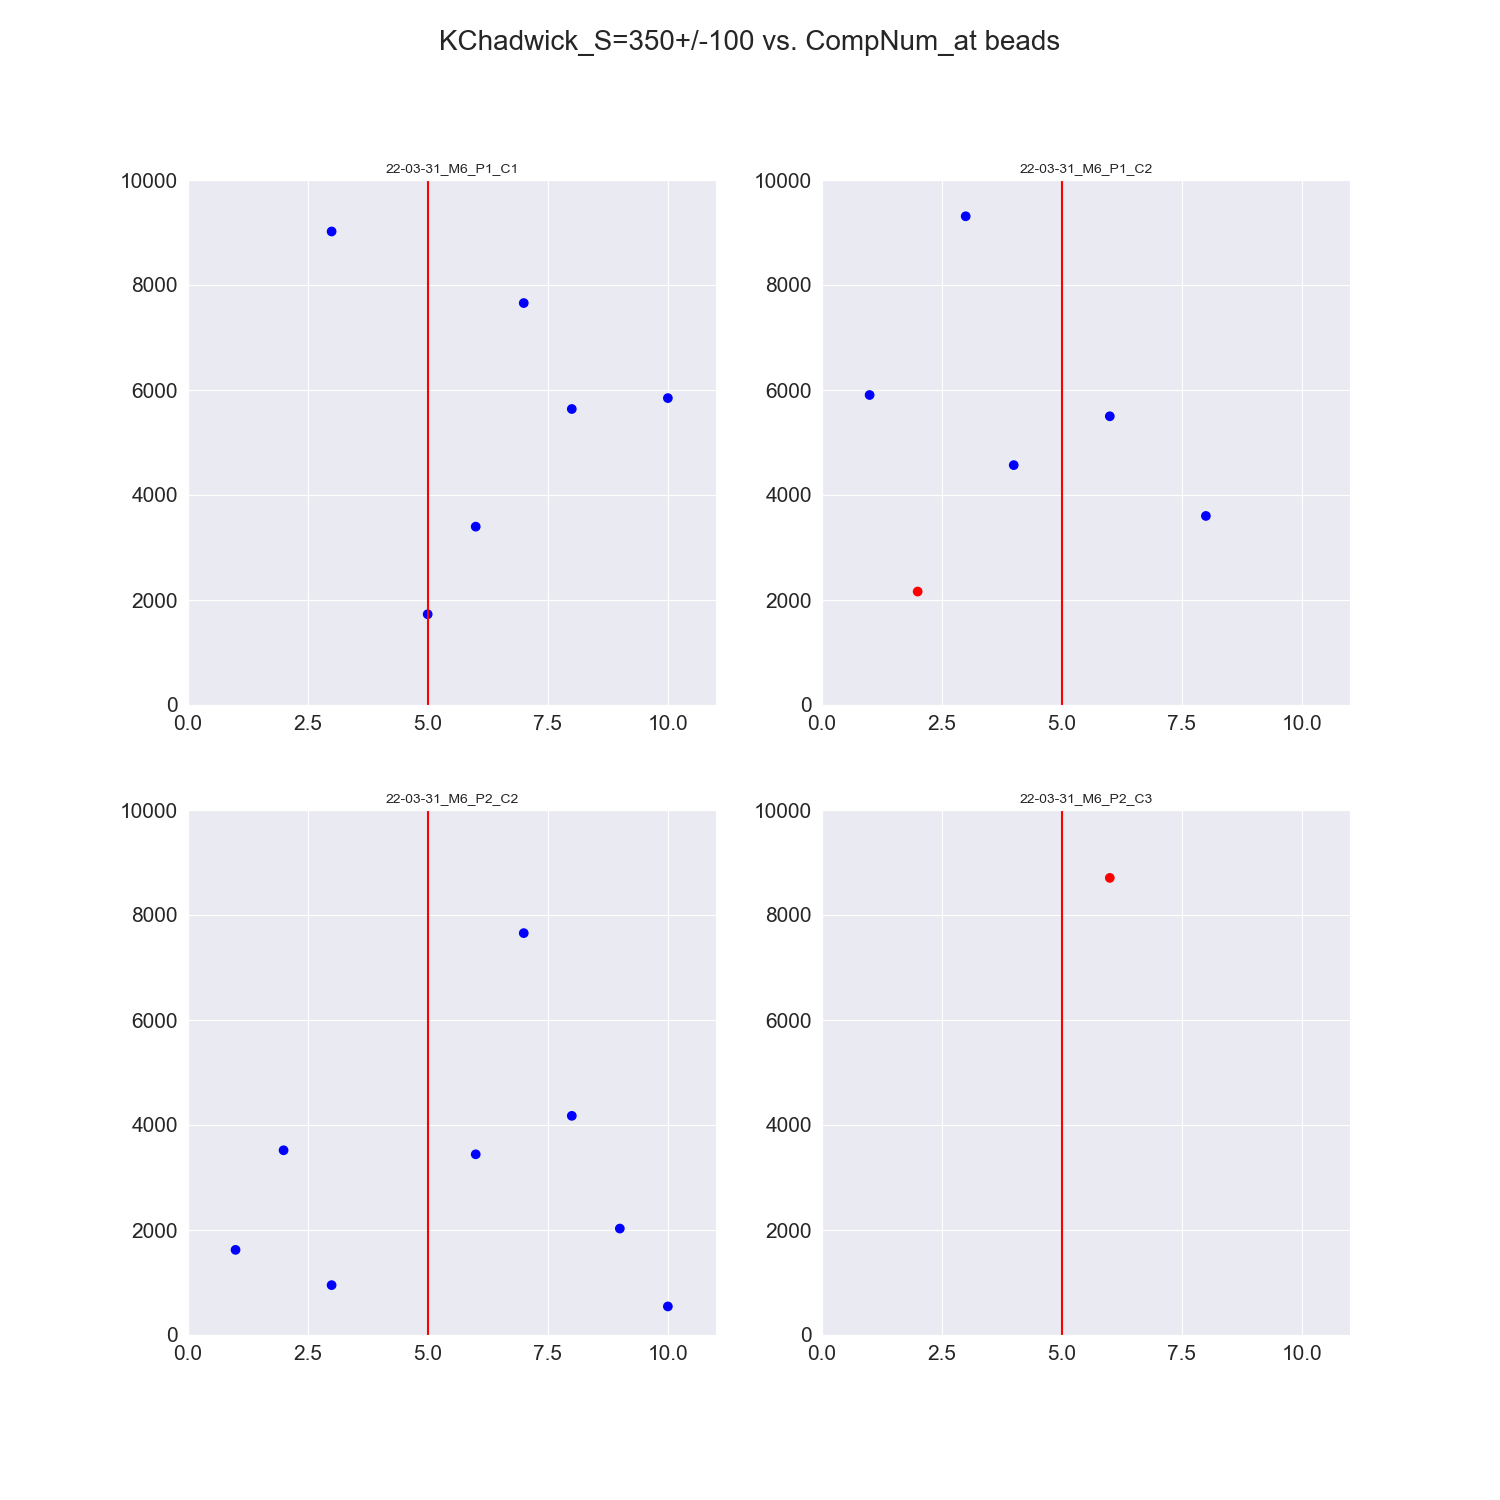 KChadwick_S=350+/-100 vs. CompNum_at beads
22-03-31_M6_P1_C1
10000
8000
6000
4000
2000
0
0.0 2.5 5.0 7.5 10.0
22-03-31_M6_P1_C2
10000
8000
6000
4000
2000
0
0.0 2.5 5.0 7.5 10.0
22-03-31_M6_P2_C2
10000
8000
6000
4000
2000
0
0.0 2.5 5.0 7.5 10.0
22-03-31_M6_P2_C3
10000
8000
6000
4000
2000
0
0.0 2.5 5.0 7.5 10.0